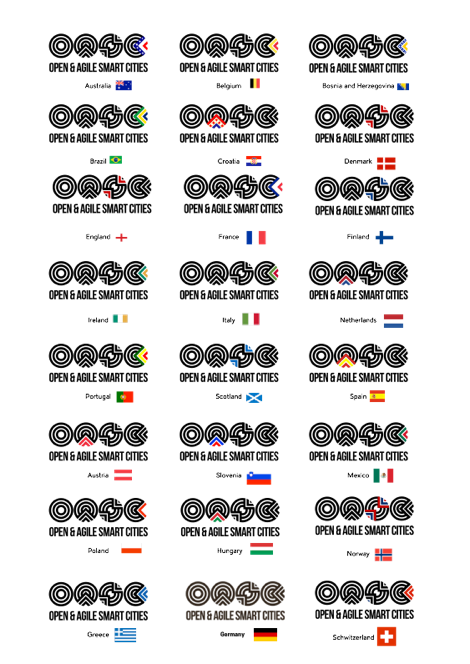 OPEN & AGILE SMART CITIES OPEN & AGILE SMART CITIES OPEN & AGILE SMART CITIES
Australia Belgium Bosnia and Herzegovina
OPEN & AGILE SMART CITIES OPEN & AGILE SMART CITIES OPEN & AGILE SMART CITIES
Brazil Croatia Denmark
OPEN & AGILE SMART CITIES OPEN & AGILE SMART CITIES OPEN & AGILE SMART CITIES
England France Finland
OPEN & AGILE SMART CITIES OPEN & AGILE SMART CITIES OPEN & AGILE SMART CITIES
Ireland Italy Netherlands
OPEN & AGILE SMART CITIES OPEN & AGILE SMART CITIES OPEN & AGILE SMART CITIES
Portugal Scotland Spain
OPEN & AGILE SMART CITIES OPEN & AGILE SMART CITIES OPEN & AGILE SMART CITIES
Austria Slovenia Mexico
OPEN & AGILE SMART CITIES OPEN & AGILE SMART CITIES OPEN & AGILE SMART CITIES
Poland Hungary Norway
OPEN & AGILE SMART CITIES OPEN & AGILE SMART CITIES OPEN & AGILE SMART CITIES
Greece Germany Schwitzerland